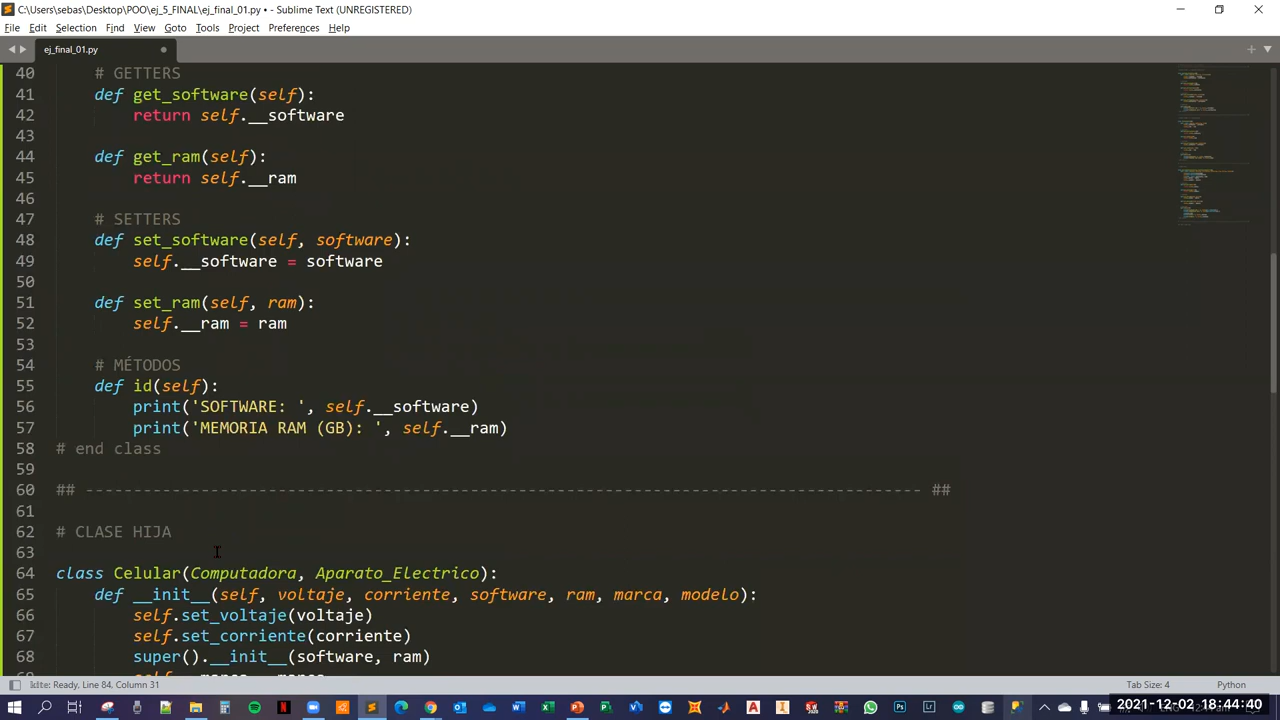 C:\Users\sebas\Desktop\POO\ej_5_FINAL\ej_final_01.py • - Sublime Text (UNREGISTERED)
File Edit Selection Find View Goto Tools Project Preferences Help
ej_final_01.py
40 # GETTERS
41 def get_software(self):
42 return self.__software
43
44 def get_ram(self):
45 return self.__ram
46
47 # SETTERS
48 def set_software(self, software):
49 self.__software = software
50
51 def set_ram(self, ram):
52 self.__ram = ram
53
54 # MÉTODOS
55 def id(self):
56 print('SOFTWARE: ', self.__software)
57 print('MEMORIA RAM (GB): ', self.__ram)
58 # end class
59
60 ## --------------------------------------------------------------------------------------- ##
61
62 # CLASE HIJA
63
64 class Celular(Computadora, Aparato_Electrico):
65 def __init__(self, voltaje, corriente, software, ram, marca, modelo):
66 self.set_voltaje(voltaje)
67 self.set_corriente(corriente)
68 super().__init__(software, ram)
Kite: Ready, Line 84, Column 31 Tab Size: 4 Python
2021-12-02 18:44:40